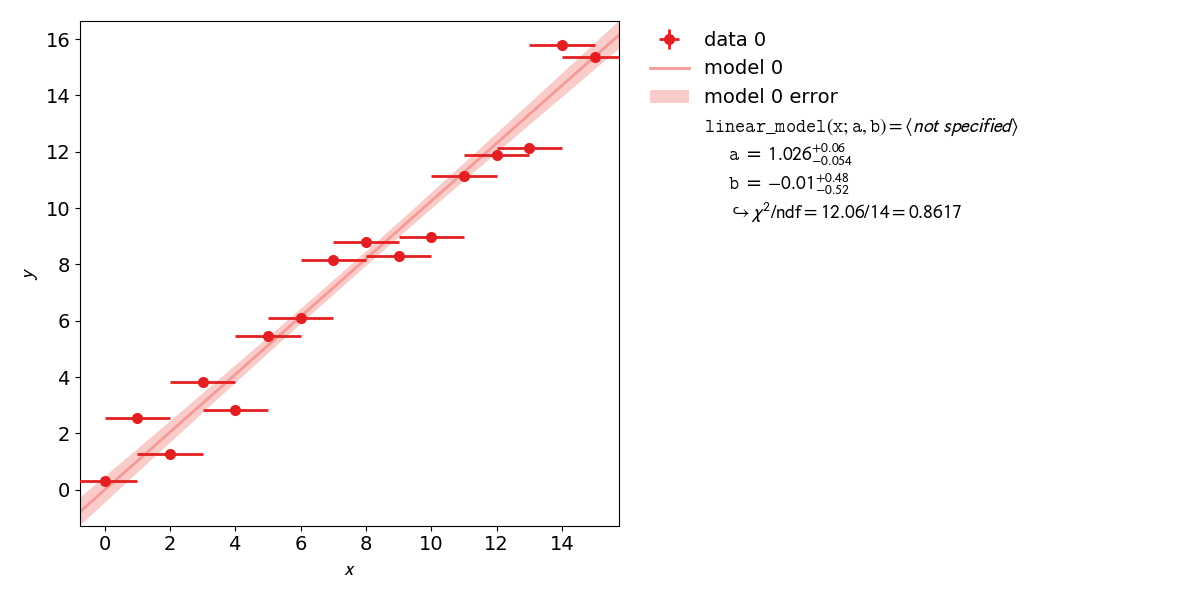 16
14
12
10
8
6
4
2
0
y
0 2 4 6 8 10 12 14
x
data 0
model 0
model 0 error
linear_model(x; a, b) = ⟨not specified⟩
a = 1.026 +0.06 −0.054
b = −0.01 +0.48 −0.52
↪ χ²/ndf = 12.06/14 = 0.8617